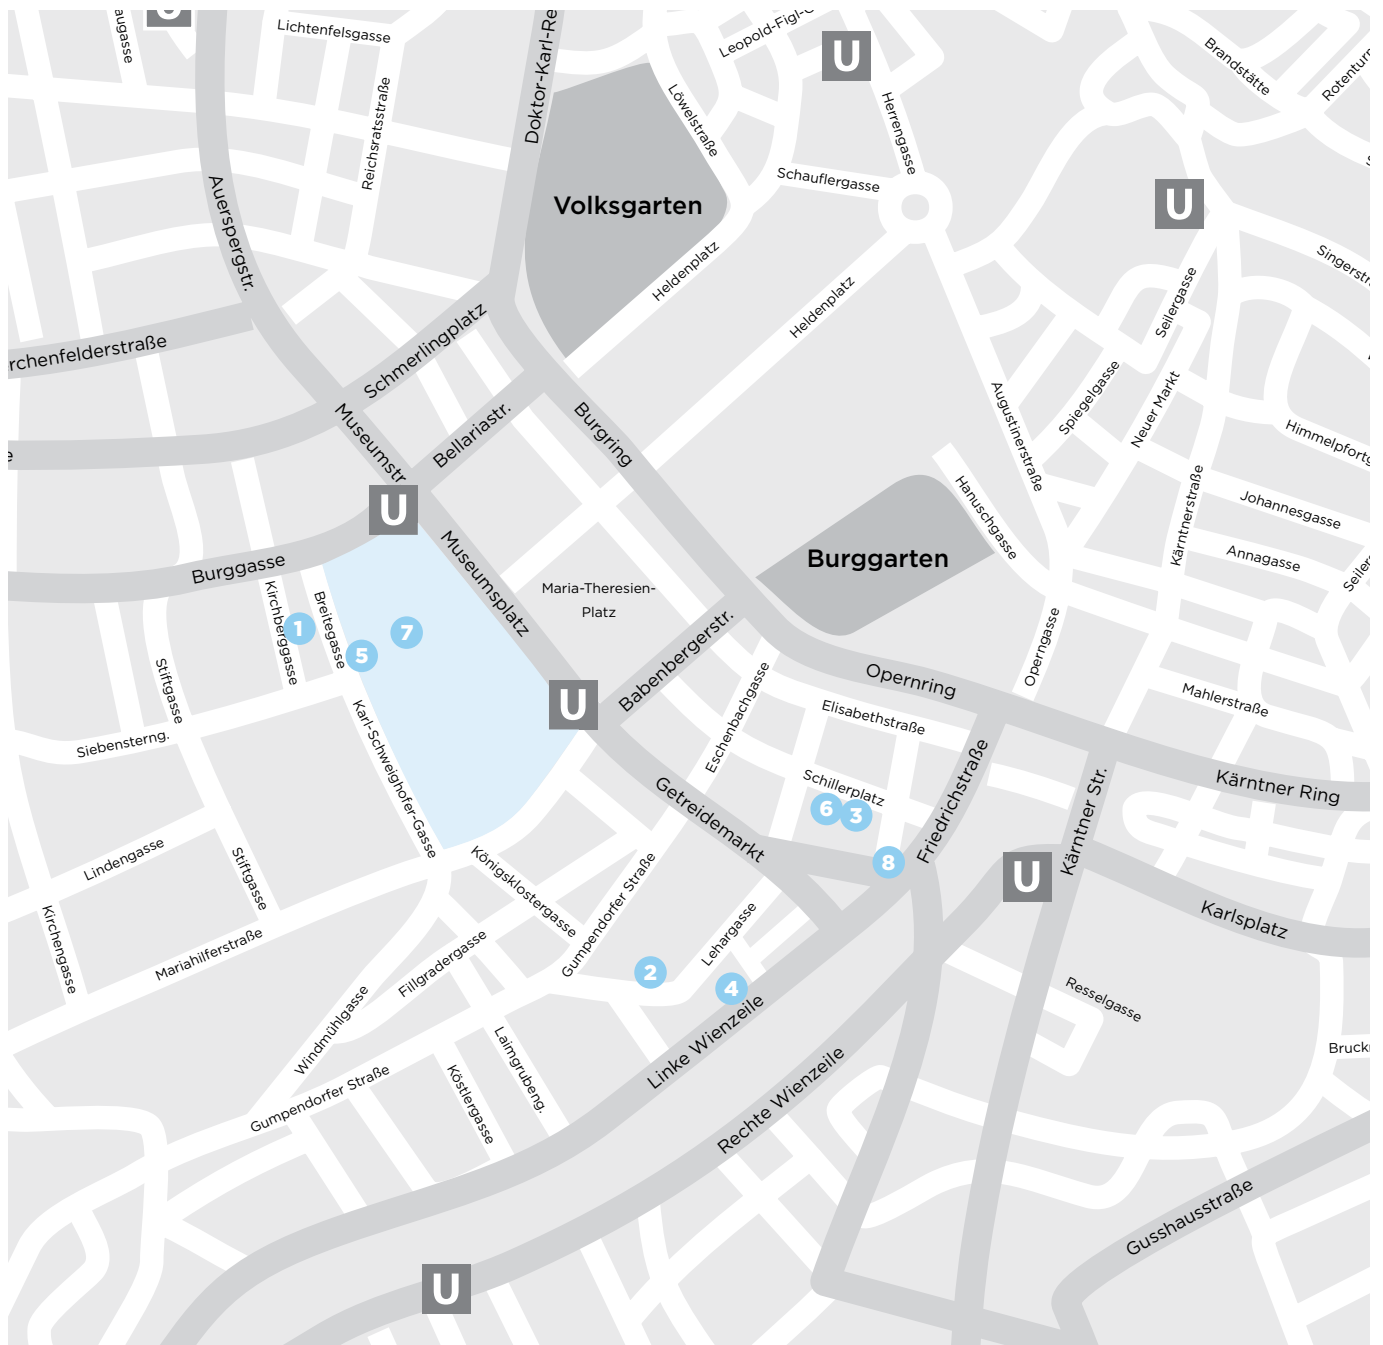 U
augasse
Lichtenfelsgasse
Doktor-Karl-Re
Leopold-Figl-G
U
Brandstätte
Rotenturm
Reichsratsstraße
Löwelstraße
Herrengasse
Schauflergasse
U
Volksgarten
Auerspergstr.
Heldenplatz
Heldenplatz
Singerstr
Seilergasse
rchenfelderstraße
Schmerlingplatz
Spiegelgasse
Neuer Markt
Augustinerstraße
Museumstr
Bellariastr.
Burgring
Himmelpfortg
e
U
Hanuschgasse
Kärntnerstraße
Johannesgasse
Burggasse
Museumsplatz
Burggarten
Annagasse
Seiler
Maria-Theresien-
Platz
Kirchberggasse
1
Breitegasse
7
5
Babenbergerstr.
Operngasse
Stiftgasse
Opernring
Mahlerstraße
U
Siebensterng.
Karl-Schweighofer-Gasse
Eschenbachgasse
Elisabethstraße
Friedrichstraße
Kärntner Ring
Getreidemarkt
Schillerplatz
6
3
Kärntner Str.
Lindengasse
Stiftgasse
8
U
Königsklostergasse
Gumpendorfer Straße
Karlsplatz
Kirchengasse
Mariahilferstraße
Fillgradergasse
Lehargasse
2
4
Resselgasse
Windmühlgasse
Linke Wienzeile
Bruck
Laimgrubeng.
Gumpendorfer Straße
Köstlergasse
Rechte Wienzeile
Gusshausstraße
U